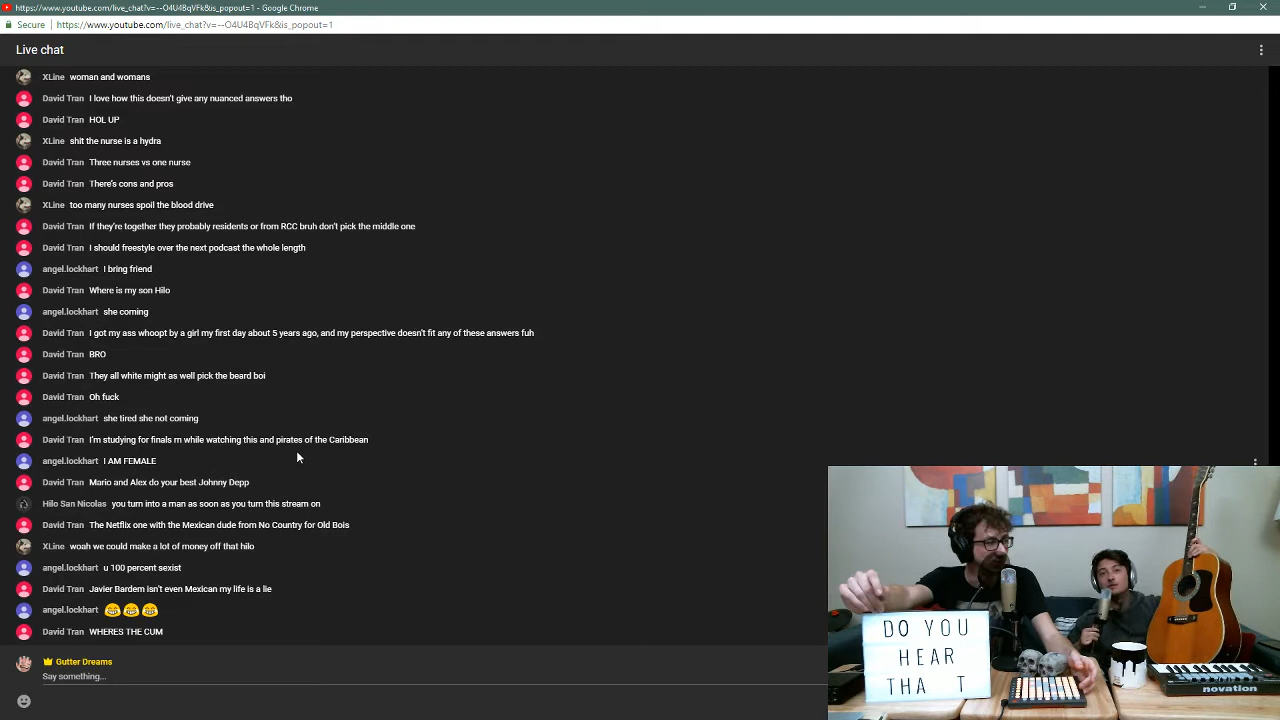 https://www.youtube.com/live_chat?v=--O4U4BqVFk&is_popout=1 - Google Chrome
Secure https://www.youtube.com/live_chat?v=--O4U4BqVFk&is_popout=1
Live chat
XLine woman and womans
David Tran I love how this doesn't give any nuanced answers tho
David Tran HOL UP
XLine shit the nurse is a hydra
David Tran Three nurses vs one nurse
David Tran There's cons and pros
XLine too many nurses spoil the blood drive
David Tran If they're together they probably residents or from RCC bruh don't pick the middle one
David Tran I should freestyle over the next podcast the whole length
angel.lockhart I bring friend
David Tran Where is my son Hilo
angel.lockhart she coming
David Tran I got my ass whoopt by a girl my first day about 5 years ago, and my perspective doesn't fit any of these answers fuh
David Tran BRO
David Tran They all white might as well pick the beard boi
David Tran Oh fuck
angel.lockhart she tired she not coming
David Tran I'm studying for finals rn while watching this and pirates of the Caribbean
angel.lockhart I AM FEMALE
David Tran Mario and Alex do your best Johnny Depp
Hilo San Nicolas you turn into a man as soon as you turn this stream on
David Tran The Netflix one with the Mexican dude from No Country for Old Bois
XLine woah we could make a lot of money off that hilo
angel.lockhart u 100 percent sexist
David Tran Javier Bardem isn't even Mexican my life is a lie
angel.lockhart 😂😂😂
David Tran WHERES THE CUM
Gutter Dreams
Say something...
DO YOU
HEAR
THA T
novation